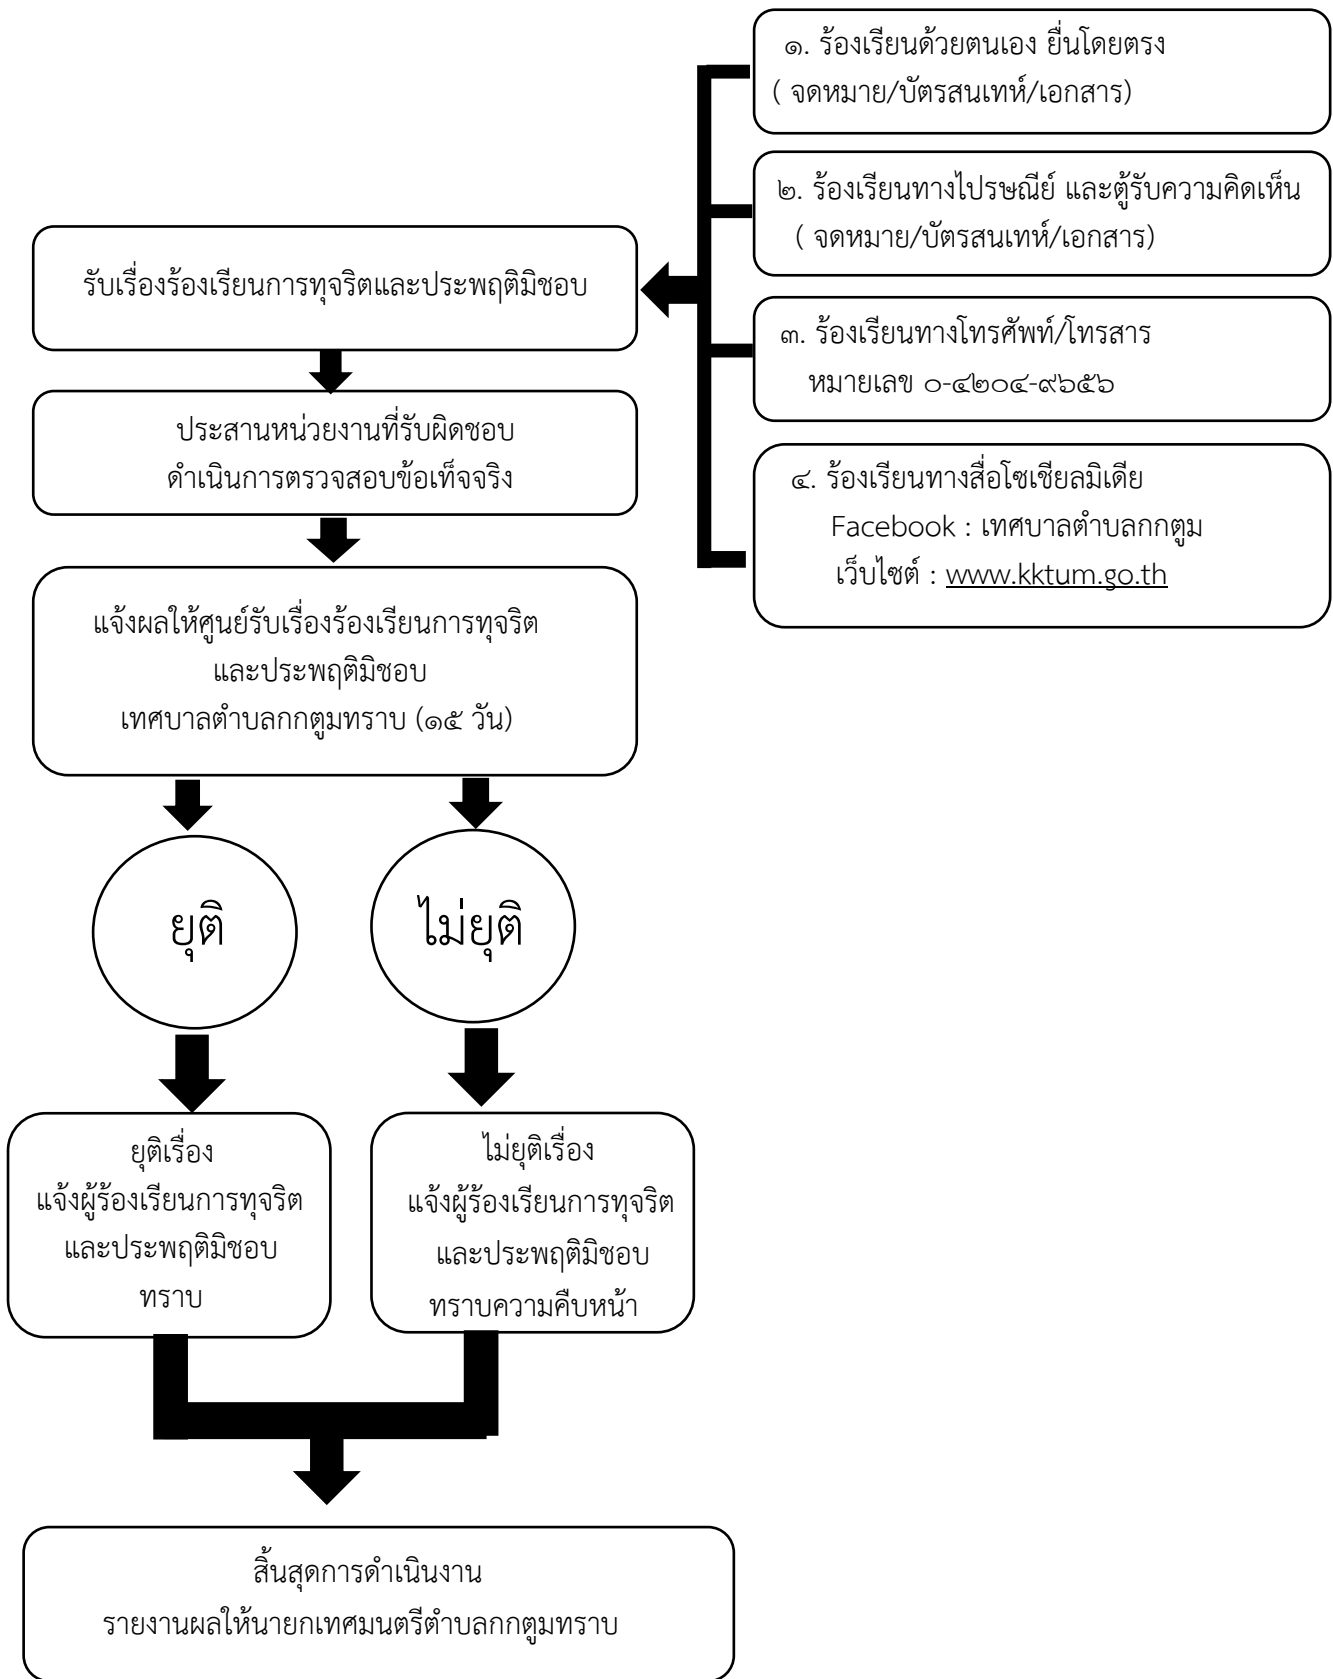 ๑. ร้องเรียนด้วยตนเอง ยื่นโดยตรง
( จดหมาย/บัตรสนเทห์/เอกสาร)
๒. ร้องเรียนทางไปรษณีย์ และตู้รับความคิดเห็น
( จดหมาย/บัตรสนเทห์/เอกสาร)
๓. ร้องเรียนทางโทรศัพท์/โทรสาร
หมายเลข ๐-๔๒๐๔-๙๖๕๖
๔. ร้องเรียนทางสื่อโซเชียลมิเดีย
Facebook : เทศบาลตำบลกกตูม
เว็บไซต์ : www.kktum.go.th
รับเรื่องร้องเรียนการทุจริตและประพฤติมิชอบ
ประสานหน่วยงานที่รับผิดชอบ
ดำเนินการตรวจสอบข้อเท็จจริง
แจ้งผลให้ศูนย์รับเรื่องร้องเรียนการทุจริต
และประพฤติมิชอบ
เทศบาลตำบลกกตูมทราบ (๑๕ วัน)
ยุติ
ไม่ยุติ
ยุติเรื่อง
แจ้งผู้ร้องเรียนการทุจริต
และประพฤติมิชอบ
ทราบ
ไม่ยุติเรื่อง
แจ้งผู้ร้องเรียนการทุจริต
และประพฤติมิชอบ
ทราบความคืบหน้า
สิ้นสุดการดำเนินงาน
รายงานผลให้นายกเทศมนตรีตำบลกกตูมทราบ